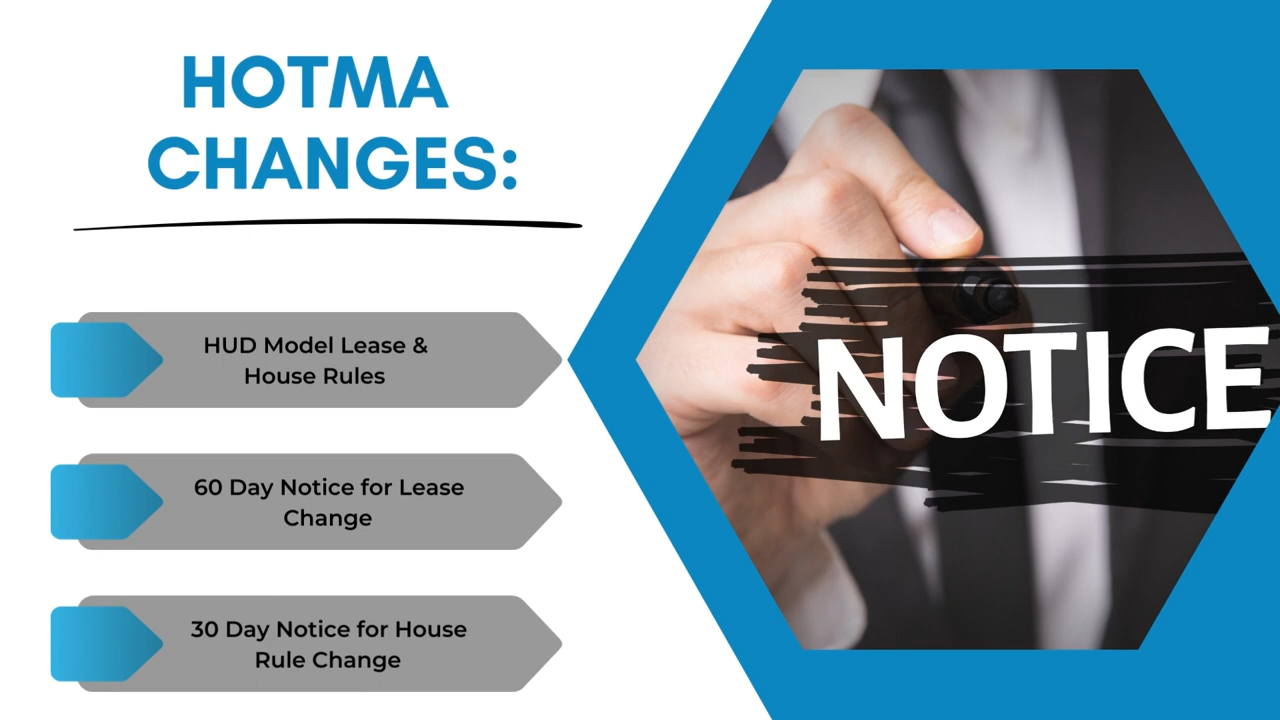 HOTMA
CHANGES:
HUD Model Lease &
House Rules
60 Day Notice for Lease
Change
30 Day Notice for House
Rule Change
NOTICE